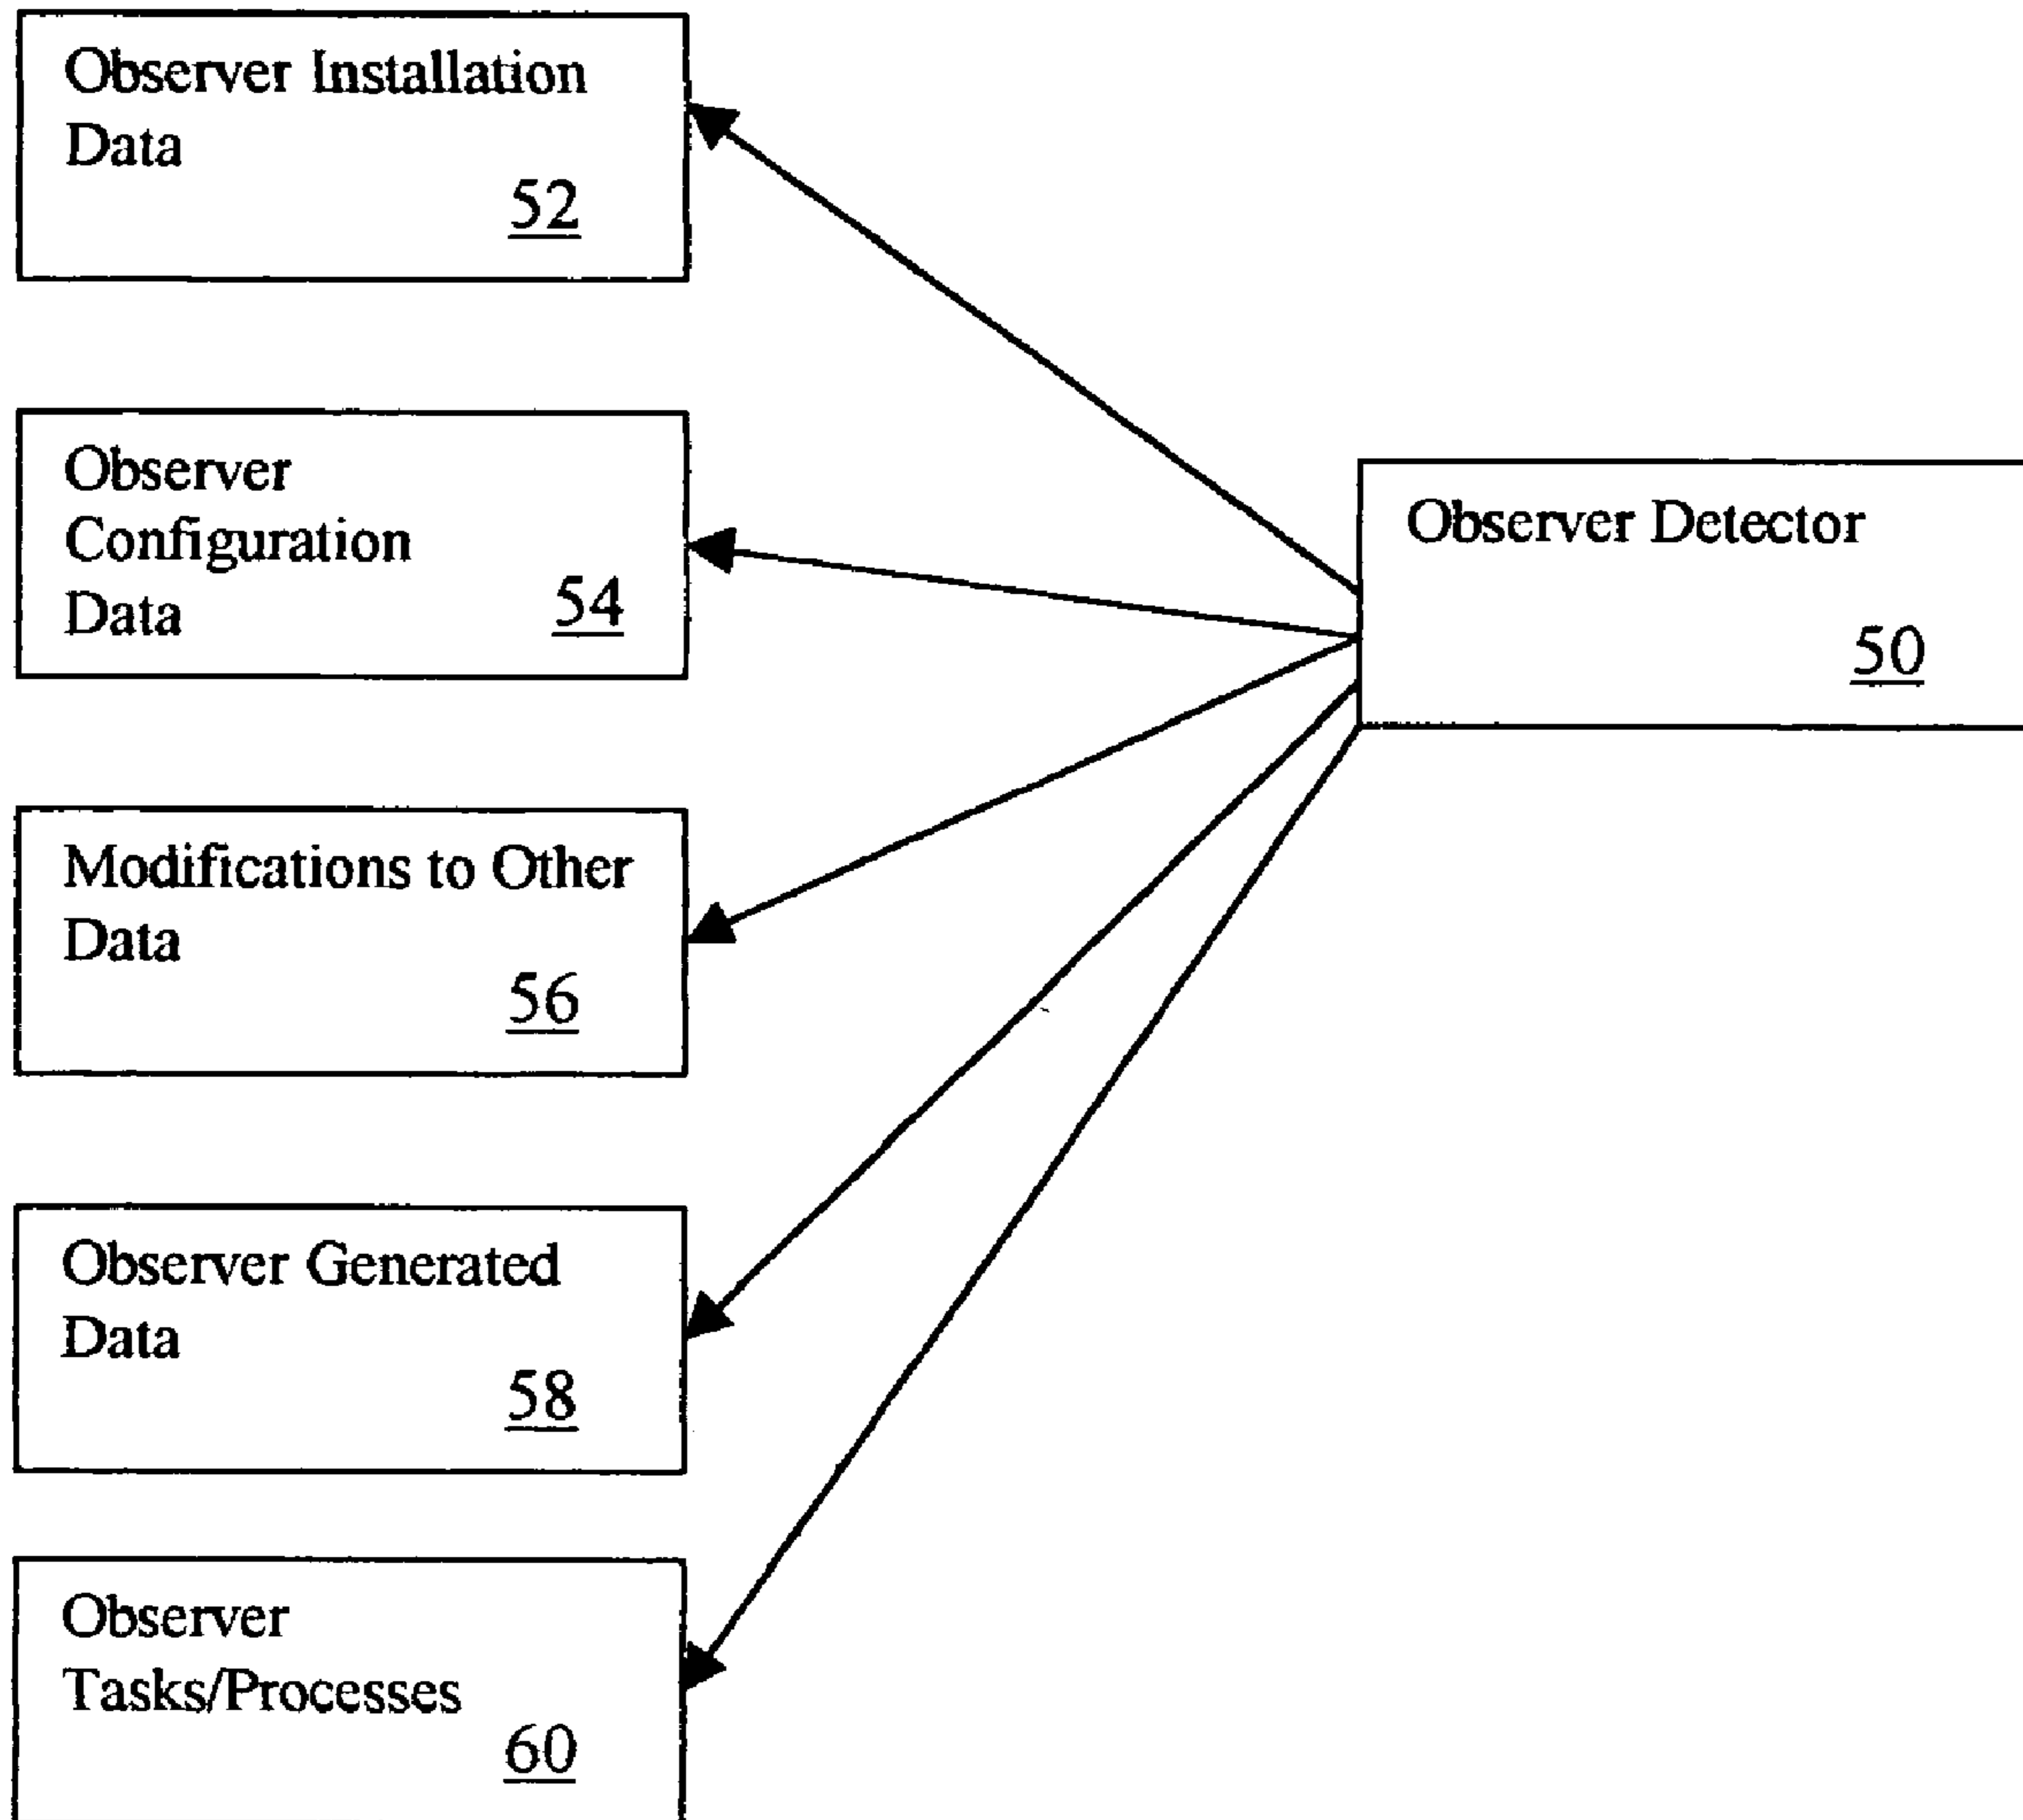 Observer Installation
Data
52
Observer
Configuration
Data
54
Observer Detector
50
Modifications to Other
Data
56
Observer Generated
Data
58
Observer
Tasks/Processes
60